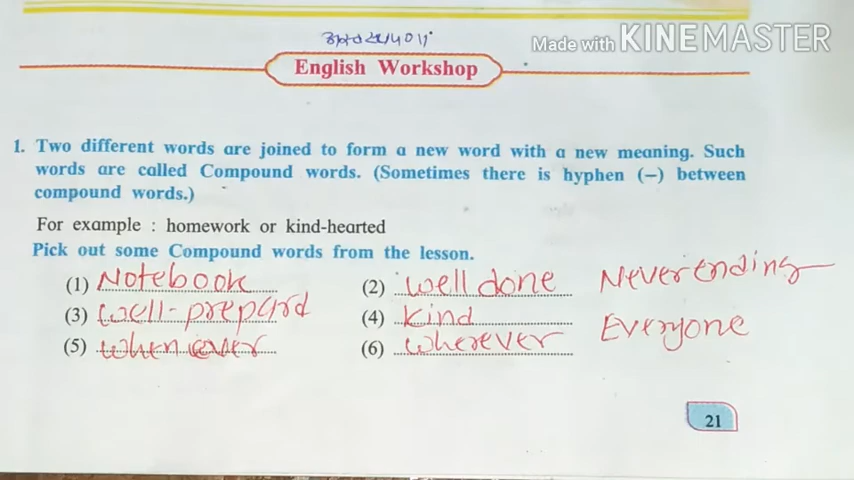 Made with KINEMASTER
English Workshop
1. Two different words are joined to form a new word with a new meaning. Such
words are called Compound words. (Sometimes there is hyphen (–) between
compound words.)
For example : homework or kind-hearted
Pick out some Compound words from the lesson.
(1) Notebook (2) well done Neverending
(3) well-prepard (4) kind
Everyone
(5) whenever (6) wherever
21